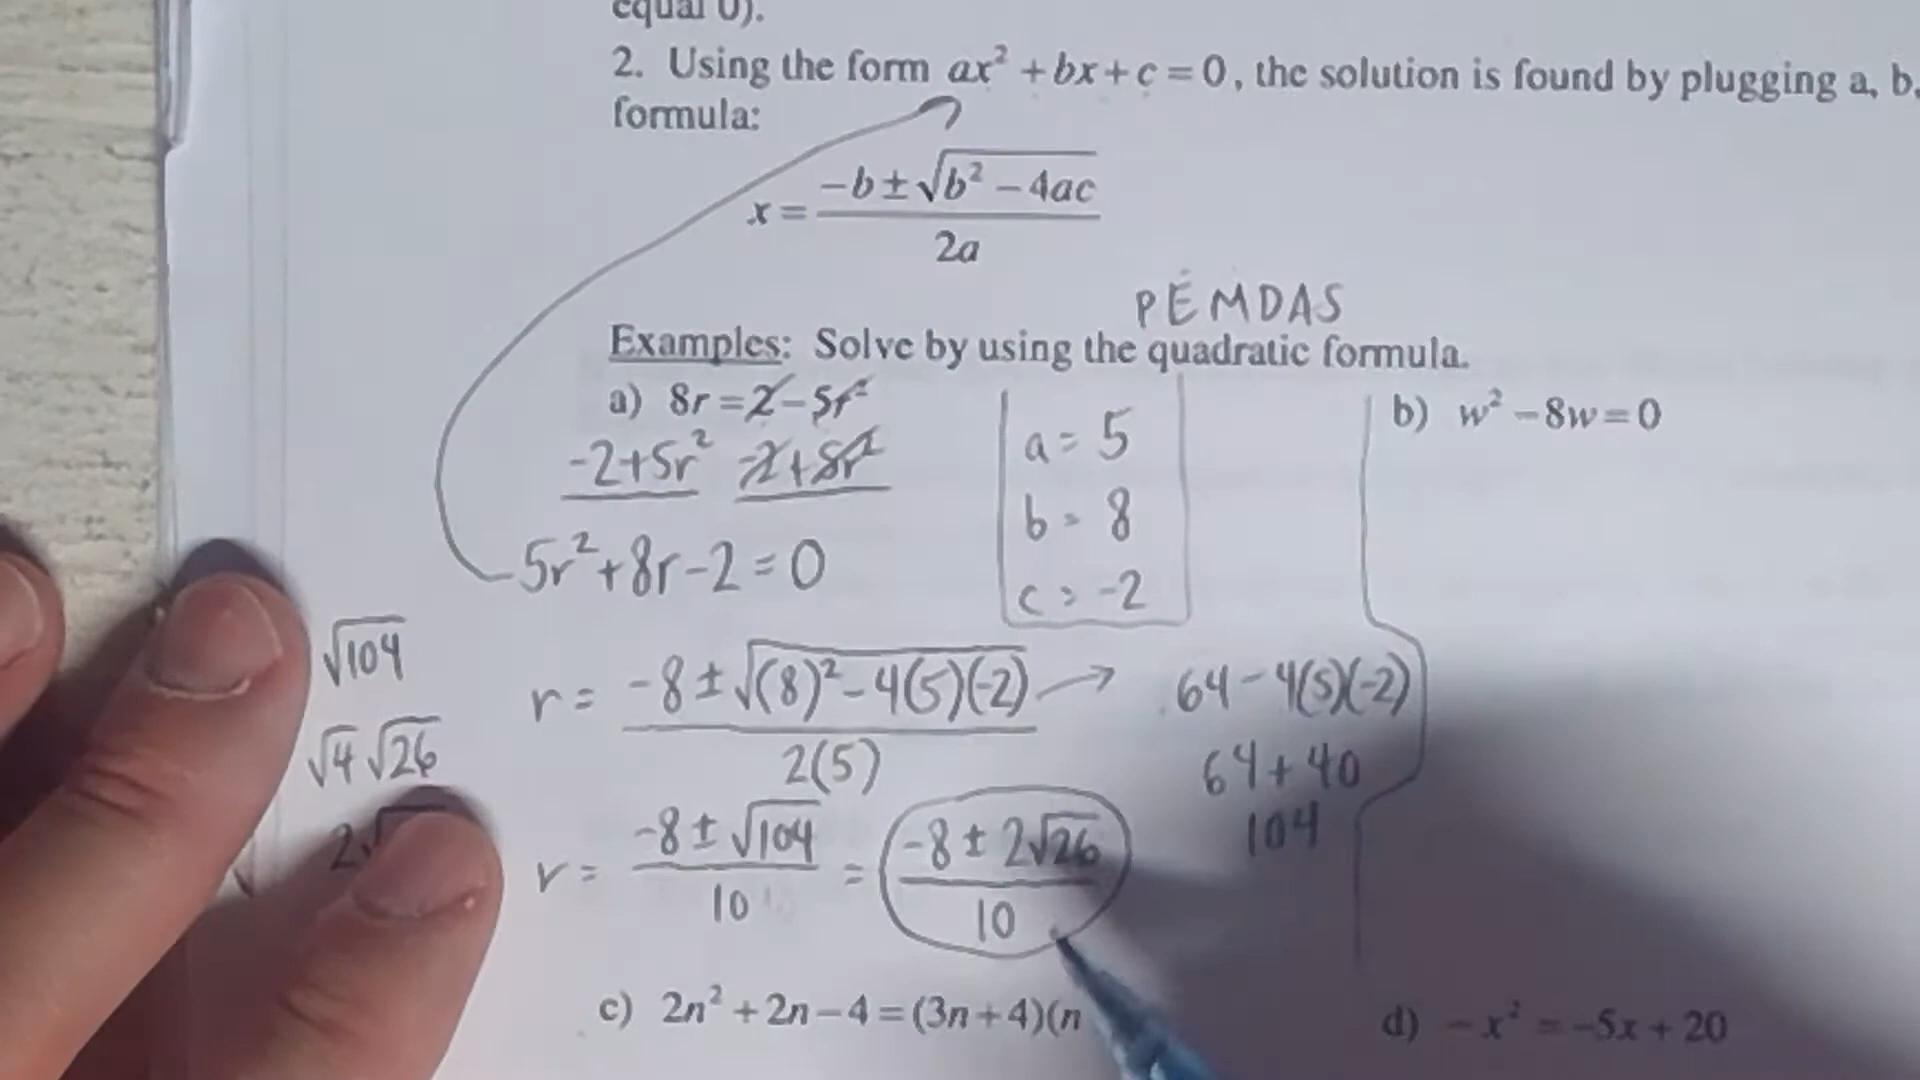 equal 0).
2. Using the form ax² + bx + c = 0, the solution is found by plugging a, b,
formula:
x = (-b ± √(b² - 4ac)) / 2a
PEMDAS
Examples: Solve by using the quadratic formula.
a) 8r = 2 - 5r²
-2+5r² -2+5r²
5r² + 8r - 2 = 0
a = 5
b = 8
c = -2
b) w² - 8w = 0
√104
√4 √26
2√
r = (-8 ± √((8)² - 4(5)(-2))) / 2(5) → 64 - 4(5)(-2)
64 + 40
104
r = (-8 ± √104) / 10 = (-8 ± 2√26) / 10
c) 2n² + 2n - 4 = (3n + 4)(n
d) -x² = -5x + 20